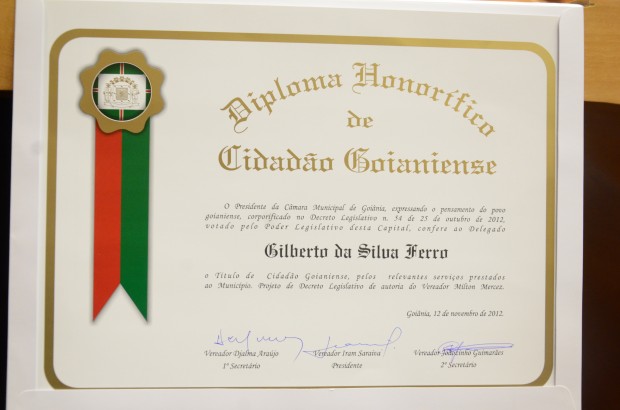 Diploma Honorífico
de
Cidadão Goianiense
O Presidente da Câmara Municipal de Goiânia, expressando o pensamento do povo
goianiense, corporificado no Decreto Legislativo n. 54 de 25 de outubro de 2012,
votado pelo Poder Legislativo desta Capital, confere ao Delegado
Gilberto da Silva Ferro
o Título de Cidadão Goianiense, pelos relevantes serviços prestados
ao Município. Projeto de Decreto Legislativo de autoria do Vereador Milton Mercez.
Goiânia, 12 de novembro de 2012.
Vereador Djalma Araújo Vereador Iram Saraiva Vereador Joãozinho Guimarães
1º Secretário Presidente 2º Secretário